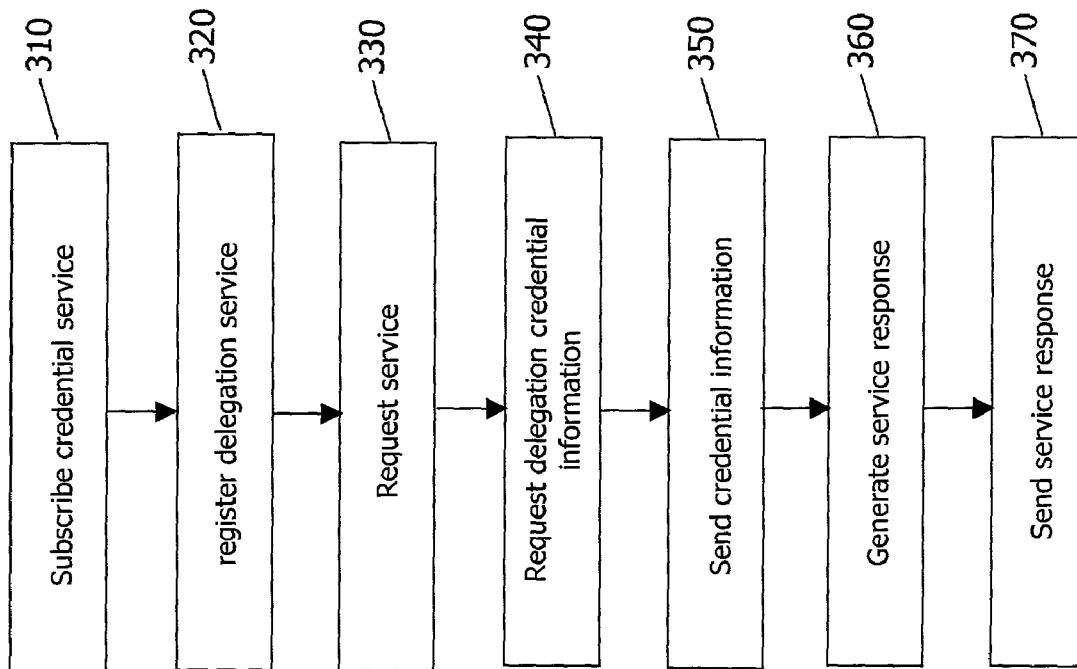 Subscribe credential service
310
register delegation service
320
Request service
330
Request delegation credential
information
340
Send credential information
350
Generate service response
360
Send service response
370